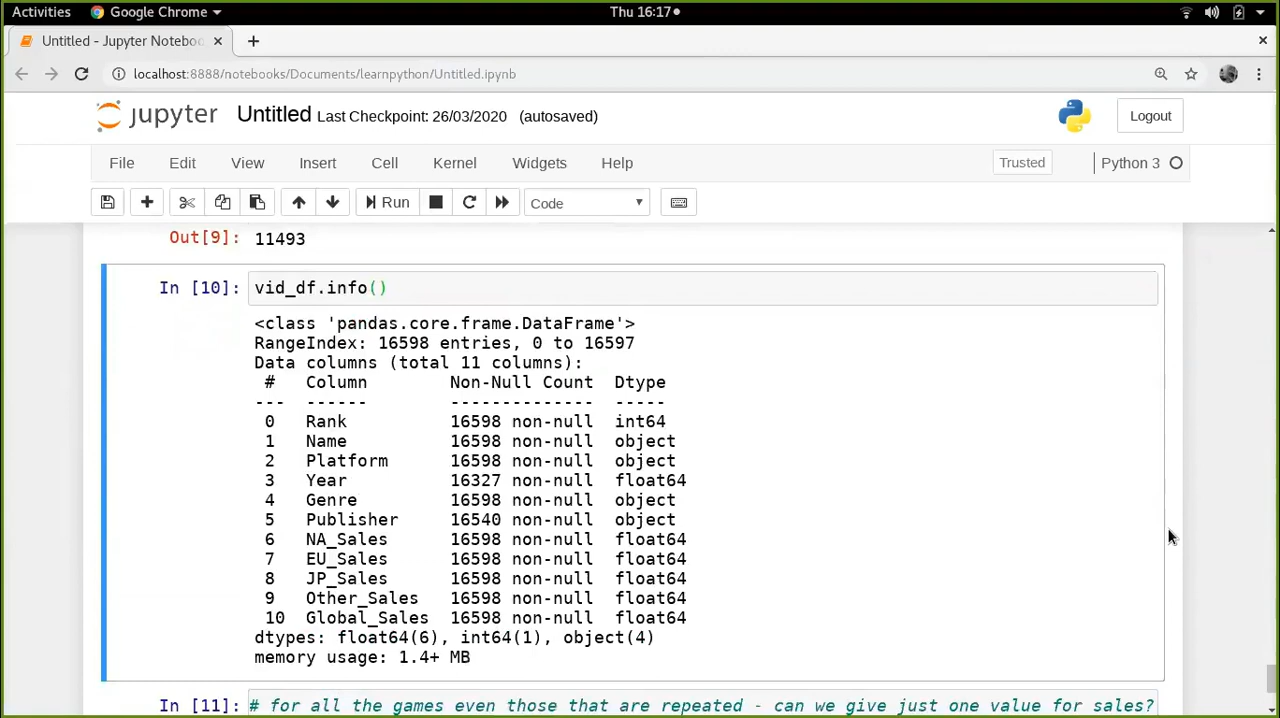 Activities Google Chrome Thu 16:17
Untitled - Jupyter Noteboo
localhost:8888/notebooks/Documents/learnpython/Untitled.ipynb
jupyter Untitled Last Checkpoint: 26/03/2020 (autosaved) Logout
File Edit View Insert Cell Kernel Widgets Help Trusted Python 3
Run Code
Out[9]: 11493
In [10]: vid_df.info()
<class 'pandas.core.frame.DataFrame'>
RangeIndex: 16598 entries, 0 to 16597
Data columns (total 11 columns):
# Column Non-Null Count Dtype
--- ------ -------------- -----
0 Rank 16598 non-null int64
1 Name 16598 non-null object
2 Platform 16598 non-null object
3 Year 16327 non-null float64
4 Genre 16598 non-null object
5 Publisher 16540 non-null object
6 NA_Sales 16598 non-null float64
7 EU_Sales 16598 non-null float64
8 JP_Sales 16598 non-null float64
9 Other_Sales 16598 non-null float64
10 Global_Sales 16598 non-null float64
dtypes: float64(6), int64(1), object(4)
memory usage: 1.4+ MB
In [11]: # for all the games even those that are repeated - can we give just one value for sales?